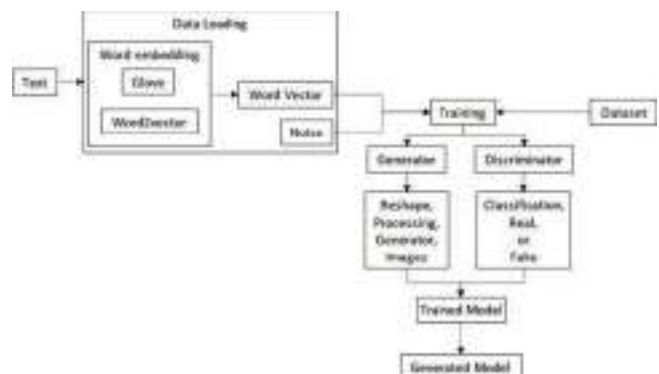 Data Loading
Word embedding
Text
Glove
Word Vector
Word2vector
Noise
Training
Dataset
Generator
Discriminator
Reshape,
Processing,
Generator,
Images
Classification,
Real,
or
Fake
Trained Model
Generated Model